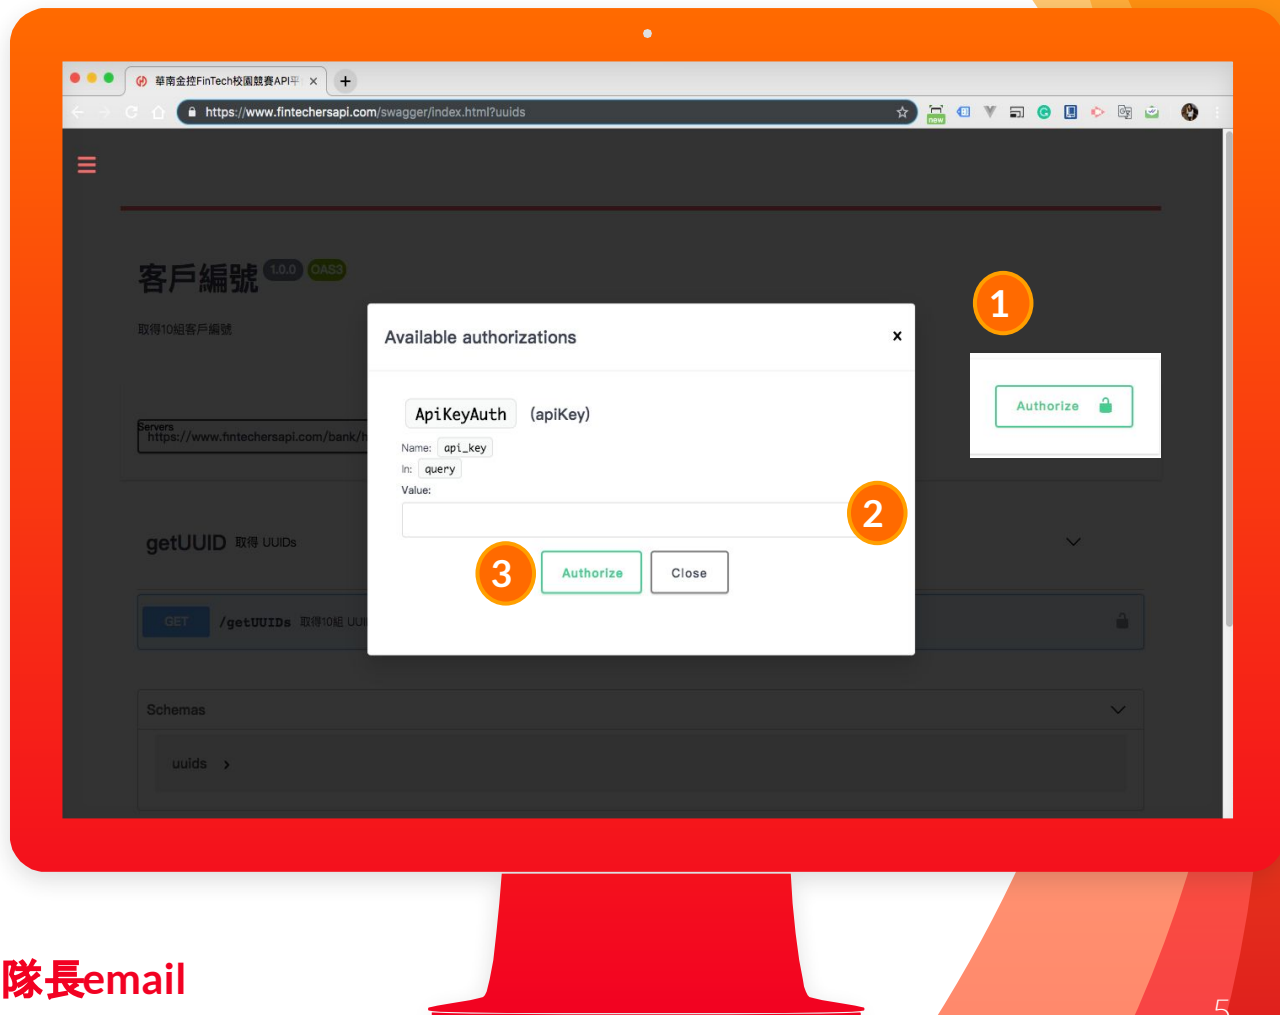 華南金控FinTech校園競賽API平
https://www.fintechersapi.com/swagger/index.html?uuids
new
客戶編號 1.0.0 OAS3
取得10組客戶編號
1
Available authorizations x
Authorize
ApiKeyAuth (apiKey)
Servers
https://www.fintechersapi.com/bank/h
Name: api_key
In: query
Value:
2
getUUID 取得 UUIDs
3 Authorize Close
GET /getUUIDs 取得10組 UUI
Schemas
uuids
隊長email
5